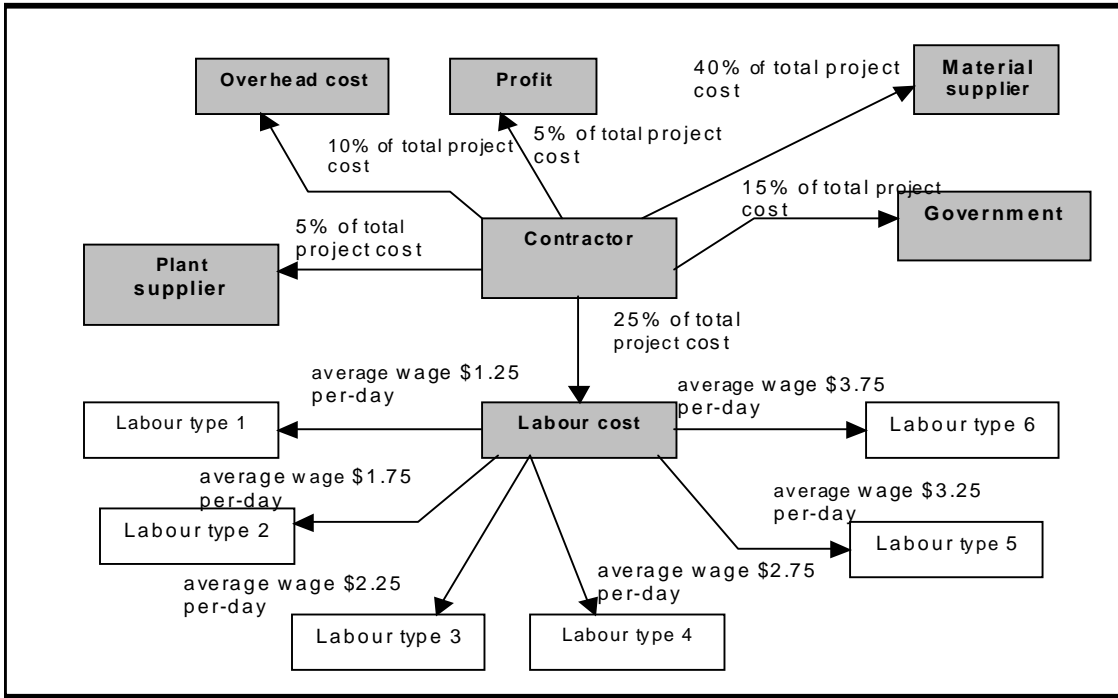 Overhead cost
Profit
40% of total project
cost
Material
supplier
10% of total project
cost
5% of total project
cost
15% of total project
cost
Government
5% of total
project cost
Contractor
Plant
supplier
25% of total
project cost
average wage $1.25
per-day
average wage $3.75
per-day
Labour type 1
Labour cost
Labour type 6
average wage $1.75
per-day
average wage $3.25
per-day
Labour type 2
Labour type 5
average wage $2.25
per-day
average wage $2.75
per-day
Labour type 3
Labour type 4